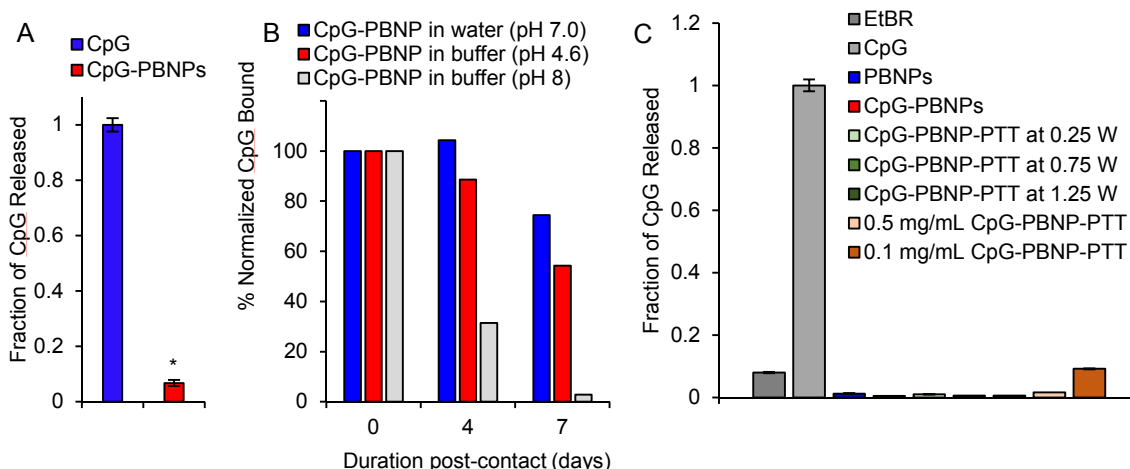 A
CpG
CpG-PBNPs
Fraction of CpG Released
1
0.8
0.6
0.4
0.2
0
*
B
CpG-PBNP in water (pH 7.0)
CpG-PBNP in buffer (pH 4.6)
CpG-PBNP in buffer (pH 8)
% Normalized CpG Bound
100
80
60
40
20
0
0 4 7
Duration post-contact (days)
C
EtBR
CpG
PBNPs
CpG-PBNPs
CpG-PBNP-PTT at 0.25 W
CpG-PBNP-PTT at 0.75 W
CpG-PBNP-PTT at 1.25 W
0.5 mg/mL CpG-PBNP-PTT
0.1 mg/mL CpG-PBNP-PTT
Fraction of CpG Released
1.2
1
0.8
0.6
0.4
0.2
0